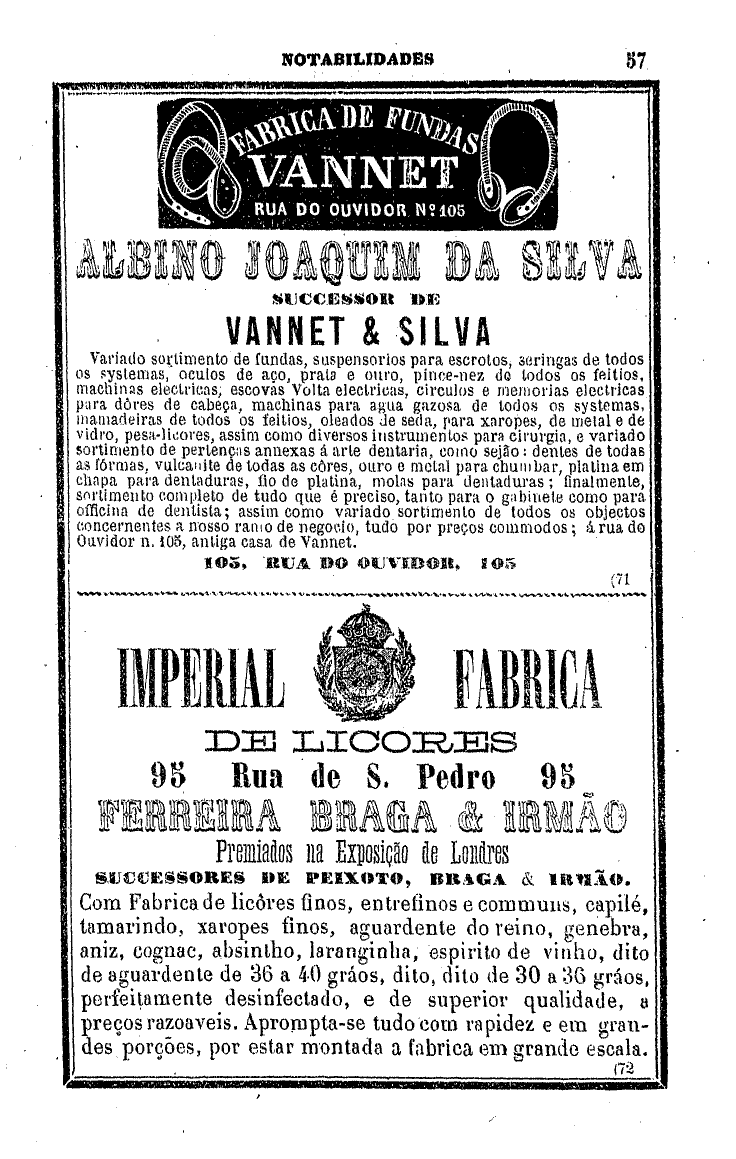 NOTABILIDADES 57
FABRICA DE FUNDAS
VANNET
RUA DO OUVIDOR Nº 105
ALBINO JOAQUIM DA SILVA
SUCCESSOR DE
VANNET & SILVA
Variado sortimento de fundas, suspensorios para escrotos, seringas de todos
os systemas, oculos de aço, prata e ouro, pince-nez de todos os feitios,
machinas electricas, escovas Volta electricas, circulos e memorias electricas
para dôres de cabeça, machinas para agua gazosa de todos os systemas,
mamadeiras de todos os feitios, oleados de seda, para xaropes, de metal e de
vidro, pesa-licores, assim como diversos instrumentos para cirurgia, e variado
sortimento de pertenças annexas á arte dentaria, como sejão: dentes de todas
as fórmas, vulcanite de todas as côres, ouro e metal para chumbar, platina em
chapa para dentaduras, fio de platina, molas para dentaduras; finalmente,
sortimento completo de tudo que é preciso, tanto para o gabinete como para
officina de dentista; assim como variado sortimento de todos os objectos
concernentes a nosso ramo de negocio, tudo por preços commodos; á rua do
Ouvidor n. 105, antiga casa de Vannet.
105, RUA DO OUVIDOR, 105
(71
IMPERIAL FABRICA
DE LICORES
95 Rua de S. Pedro 95
FERREIRA BRAGA & IRMÃO
Premiados na Exposição de Londres
SUCCESSORES DE PEIXOTO, BRAGA & IRMÃO.
Com Fabrica de licôres finos, entrefinos e communs, capilé,
tamarindo, xaropes finos, aguardente do reino, genebra,
aniz, cognac, absintho, laranginha, espirito de vinho, dito
de aguardente de 36 a 40 gráos, dito, dito de 30 a 36 gráos,
perfeitamente desinfectado, e de superior qualidade, a
preços razoaveis. Aprompta-se tudo com rapidez e em gran-
des porções, por estar montada a fabrica em grande escala.
(72